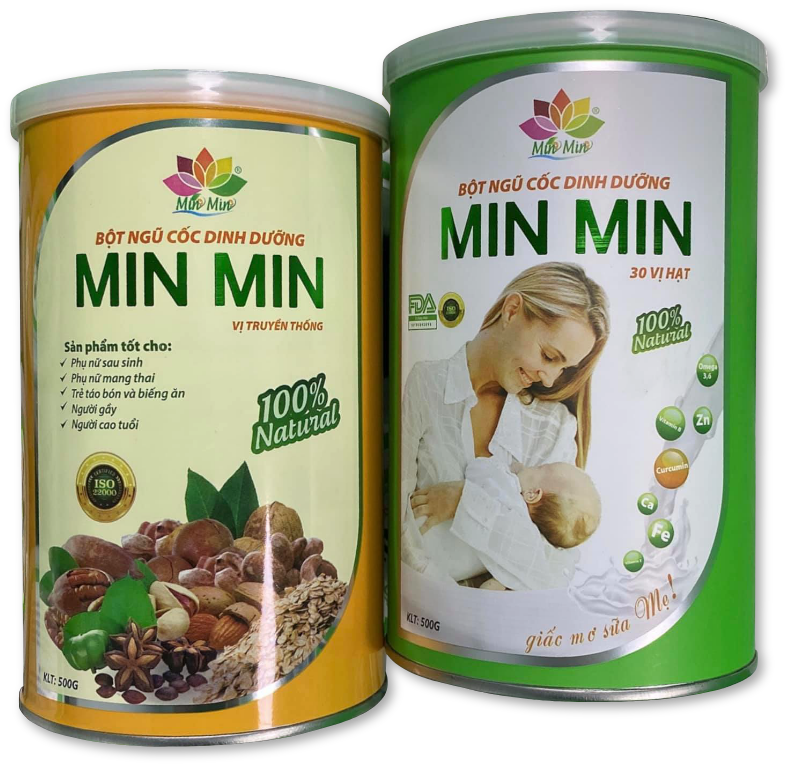 Min Min ®
BỘT NGŨ CỐC DINH DƯỠNG
MIN MIN
VỊ TRUYỀN THỐNG
Sản phẩm tốt cho:
✓ Phụ nữ sau sinh
✓ Phụ nữ mang thai
✓ Trẻ táo bón và biếng ăn
✓ Người gầy
✓ Người cao tuổi
100%
Natural
ISO
22000
KLT: 500G
Min Min ®
BỘT NGŨ CỐC DINH DƯỠNG
MIN MIN
30 VỊ HẠT
FDA
ISO
100%
Natural
Omega
3,6
Vitamin B
Zn
Curcumin
Ca
Fe
KLT: 500G
giấc mơ sữa Mẹ!